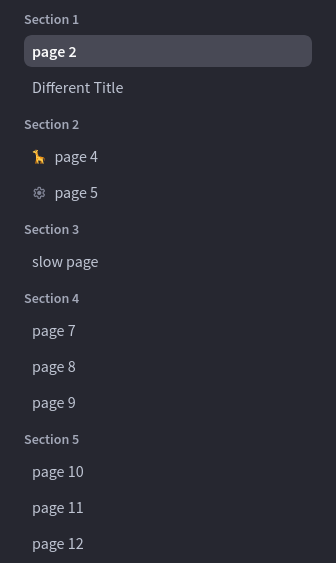 Section 1
page 2
Different Title
Section 2
page 4
page 5
Section 3
slow page
Section 4
page 7
page 8
page 9
Section 5
page 10
page 11
page 12